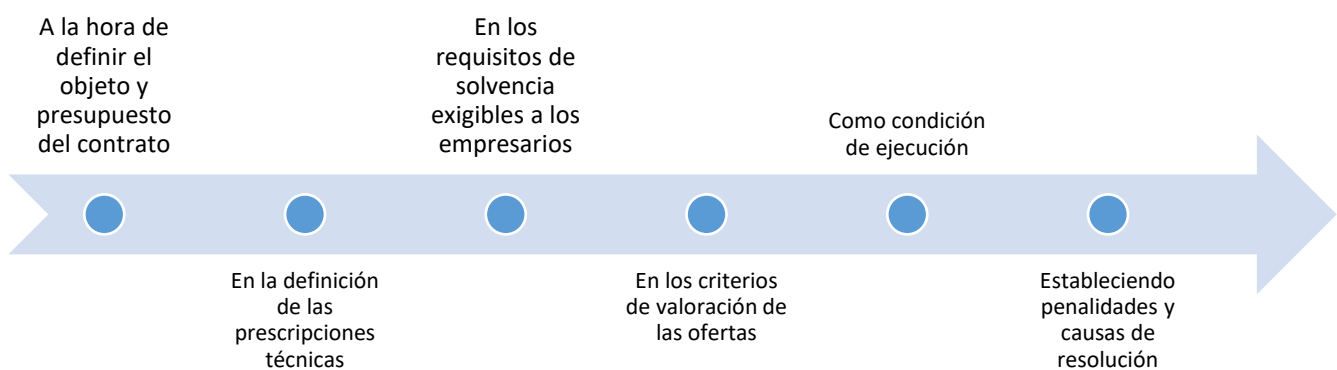 A la hora de
definir el
objeto y
presupuesto
del contrato
En la definición
de las
prescripciones
técnicas
En los
requisitos de
solvencia
exigibles a los
empresarios
En los criterios
de valoración de
las ofertas
Como condición
de ejecución
Estableciendo
penalidades y
causas de
resolución